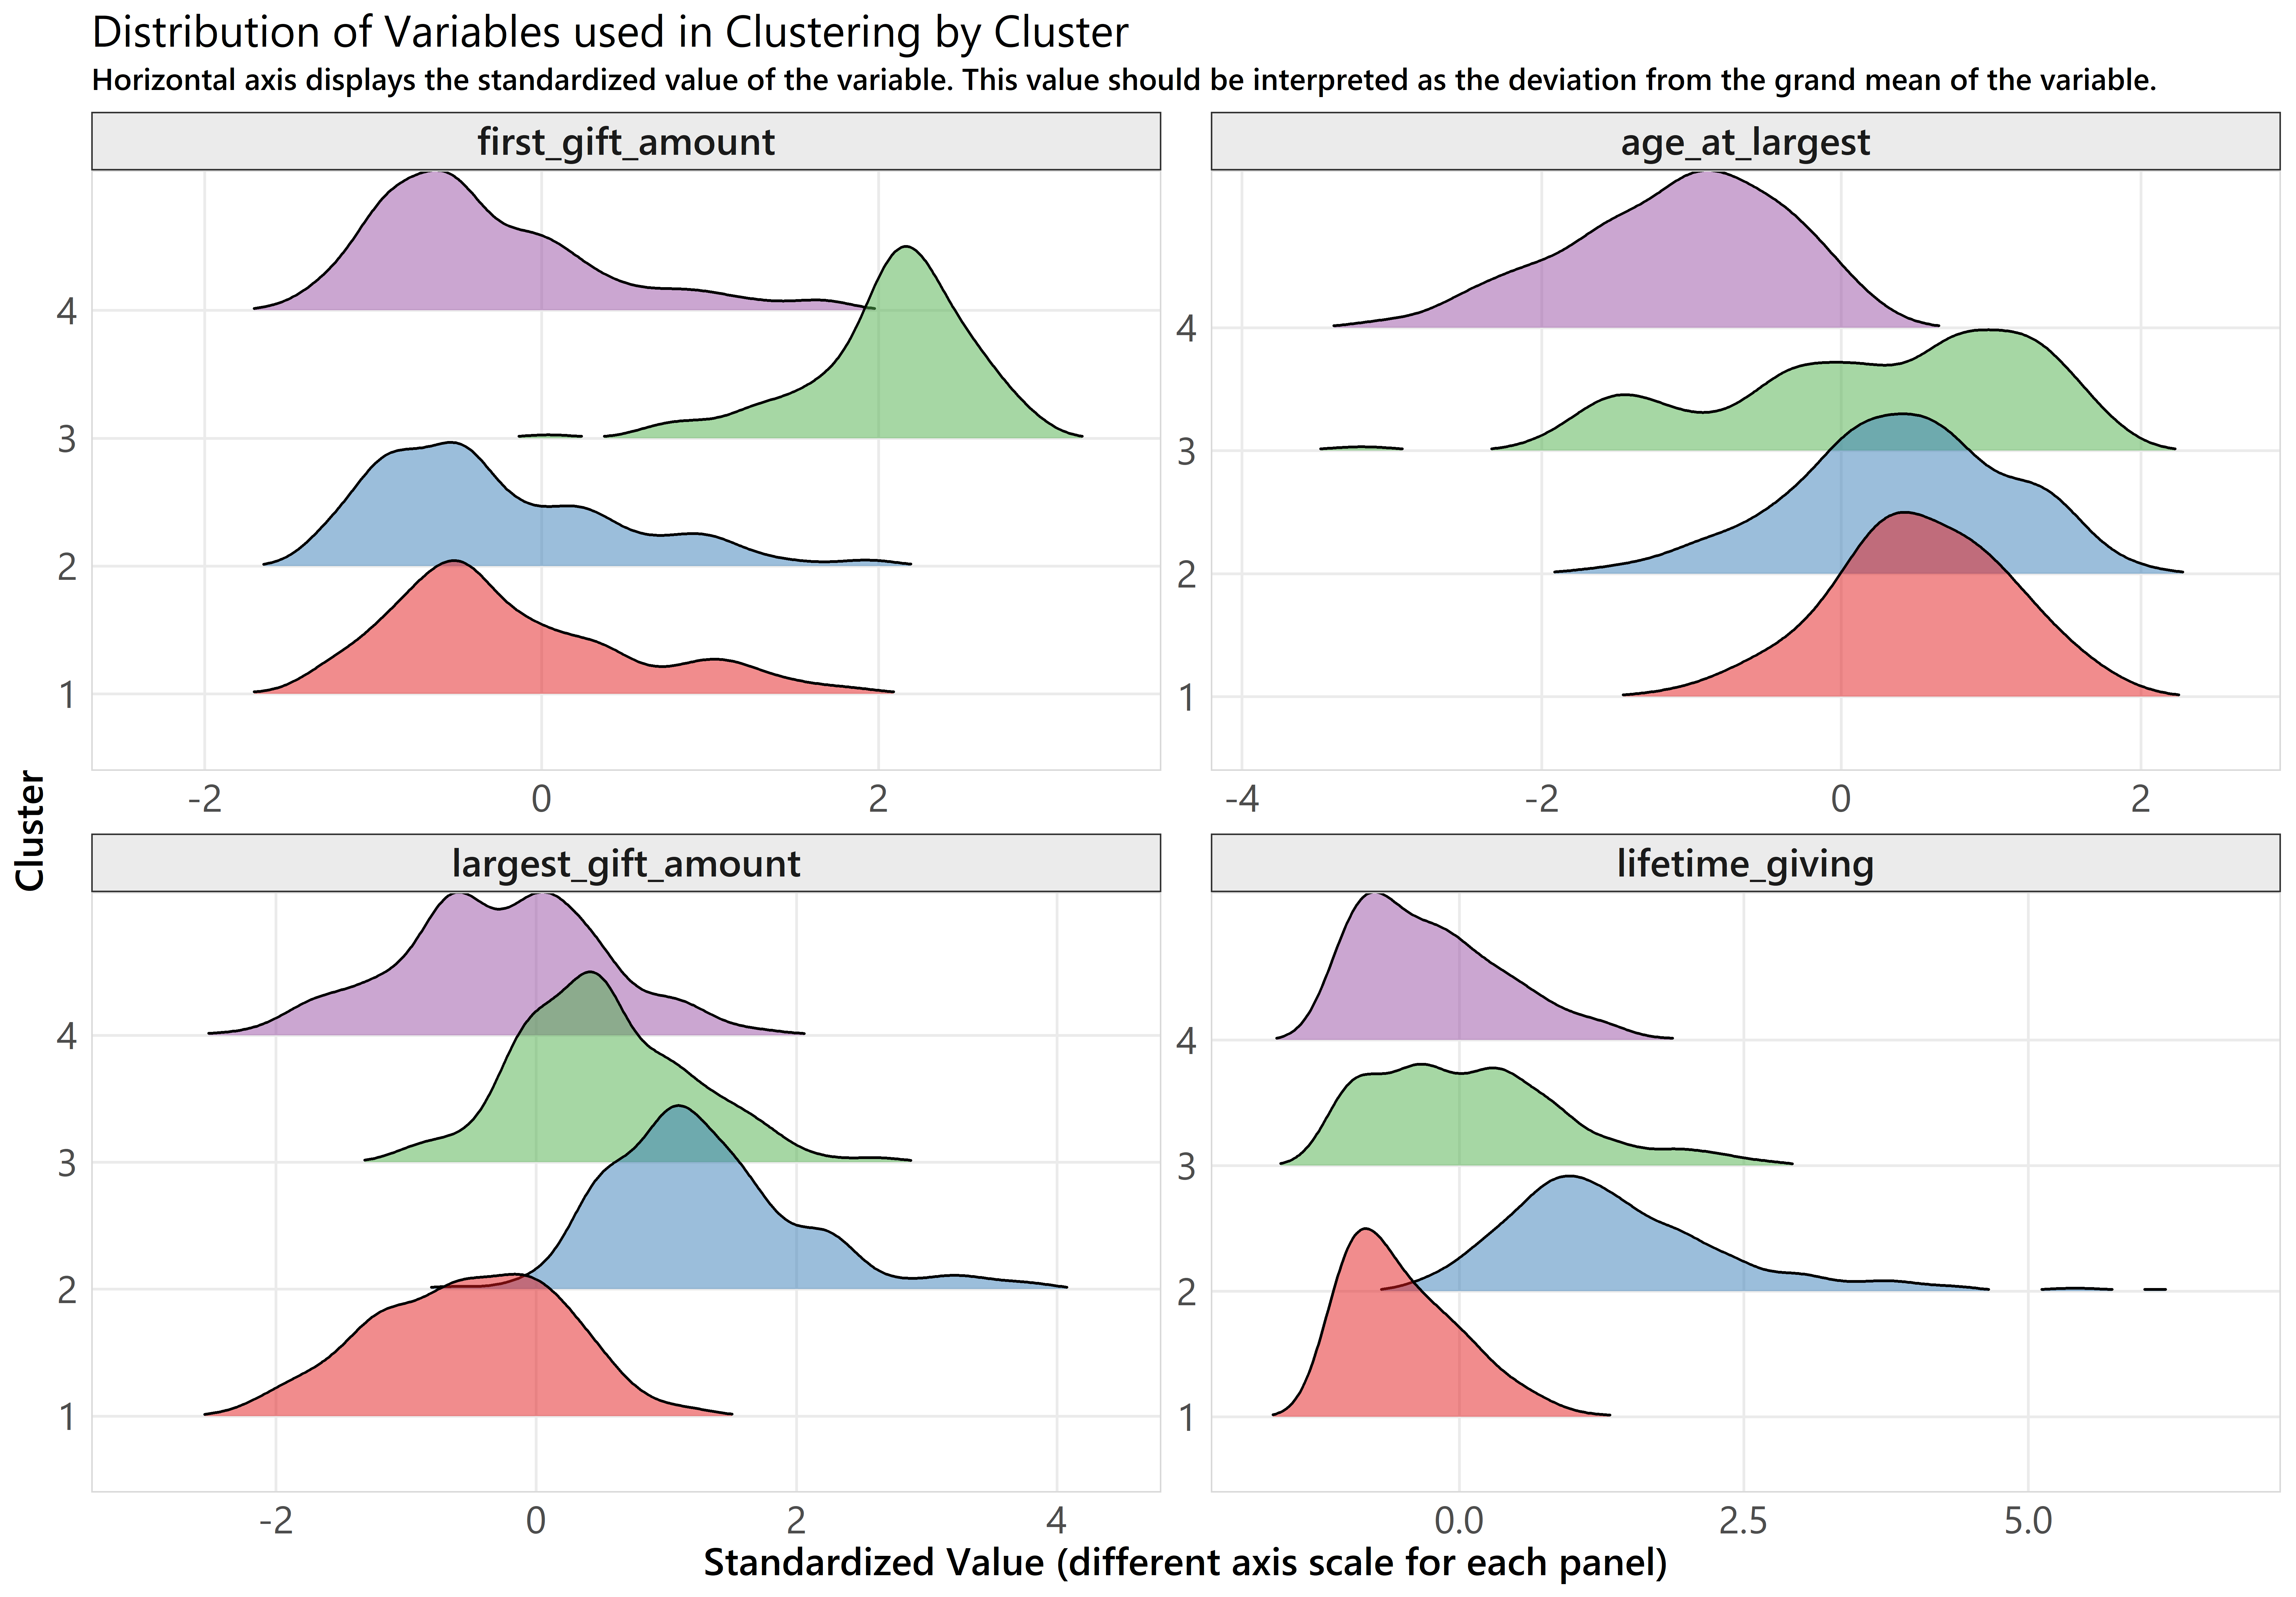 Distribution of Variables used in Clustering by Cluster
Horizontal axis displays the standardized value of the variable. This value should be interpreted as the deviation from the grand mean of the variable.
first_gift_amount
age_at_largest
4
3
2
1
4
3
2
1
-2 0 2
-4 -2 0 2
Cluster
largest_gift_amount
lifetime_giving
4
3
2
1
4
3
2
1
-2 0 2 4
0.0 2.5 5.0
Standardized Value (different axis scale for each panel)